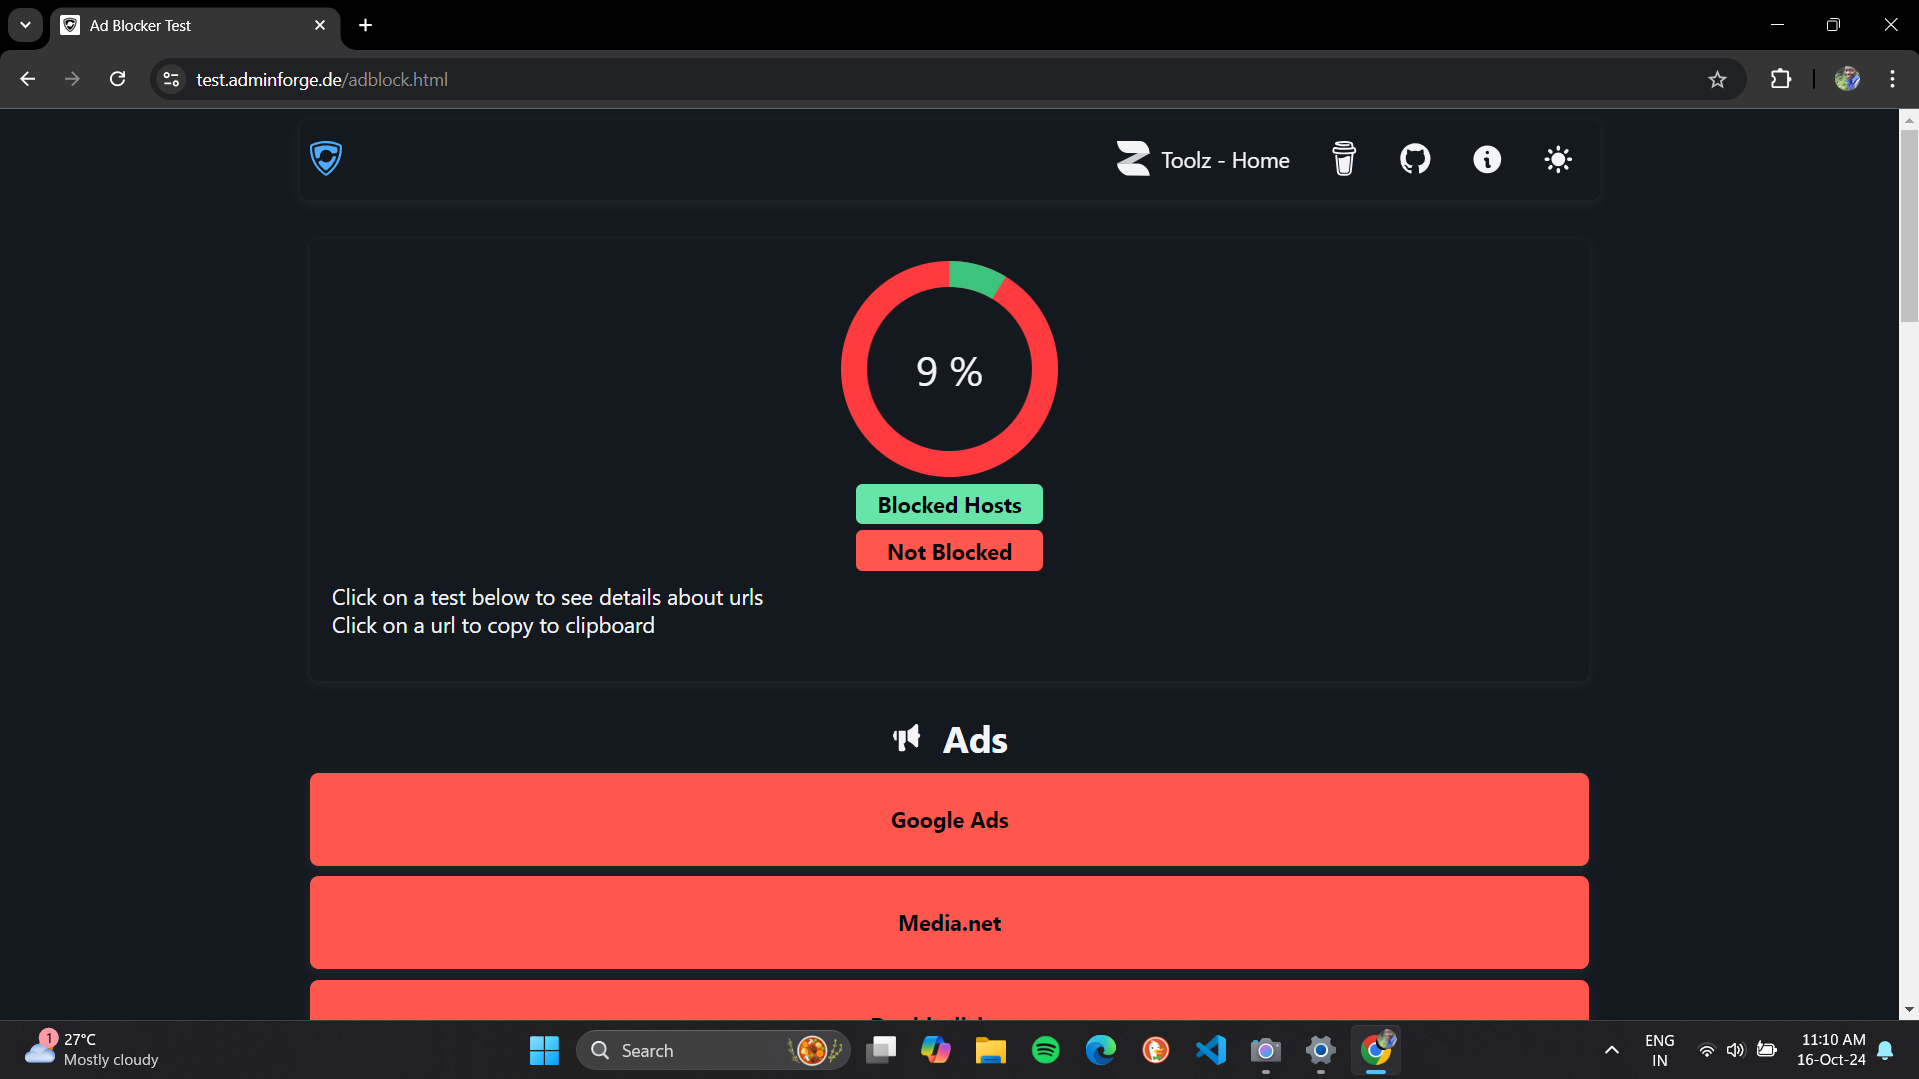 Ad Blocker Test
test.adminforge.de/adblock.html
Toolz - Home
9 %
Blocked Hosts
Not Blocked
Click on a test below to see details about urls
Click on a url to copy to clipboard
Ads
Google Ads
Media.net
1
27°C
Mostly cloudy
Search
ENG
IN
11:10 AM
16-Oct-24